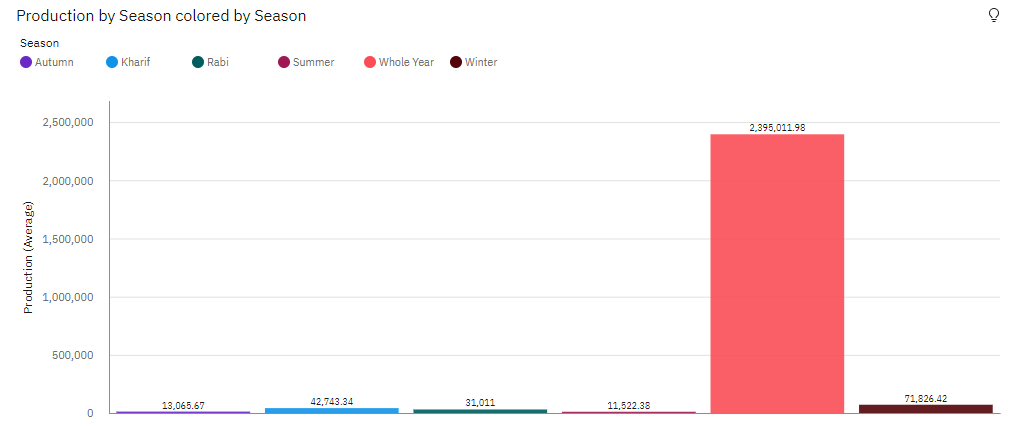 Production by Season colored by Season
Season
Autumn Kharif Rabi Summer Whole Year Winter
Production (Average)
2,500,000
2,000,000
1,500,000
1,000,000
500,000
0
13,065.67 42,743.34 31,011 11,522.38 2,395,011.98 71,826.42